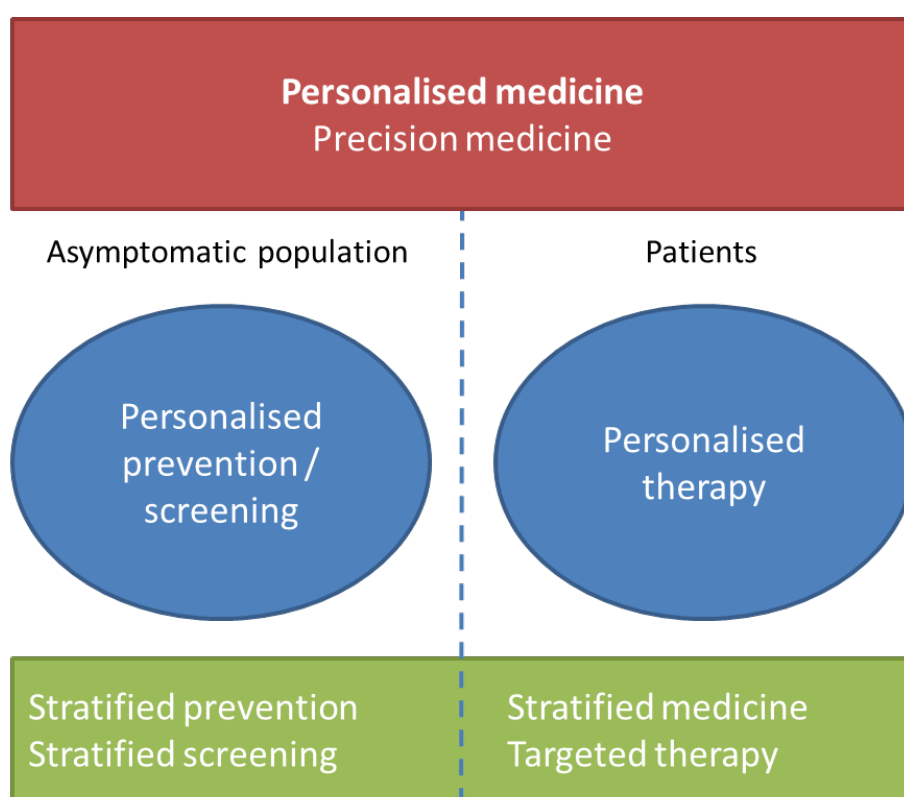 Personalised medicine
Precision medicine
Asymptomatic population
Patients
Personalised
prevention /
screening
Personalised
therapy
Stratified prevention
Stratified screening
Stratified medicine
Targeted therapy